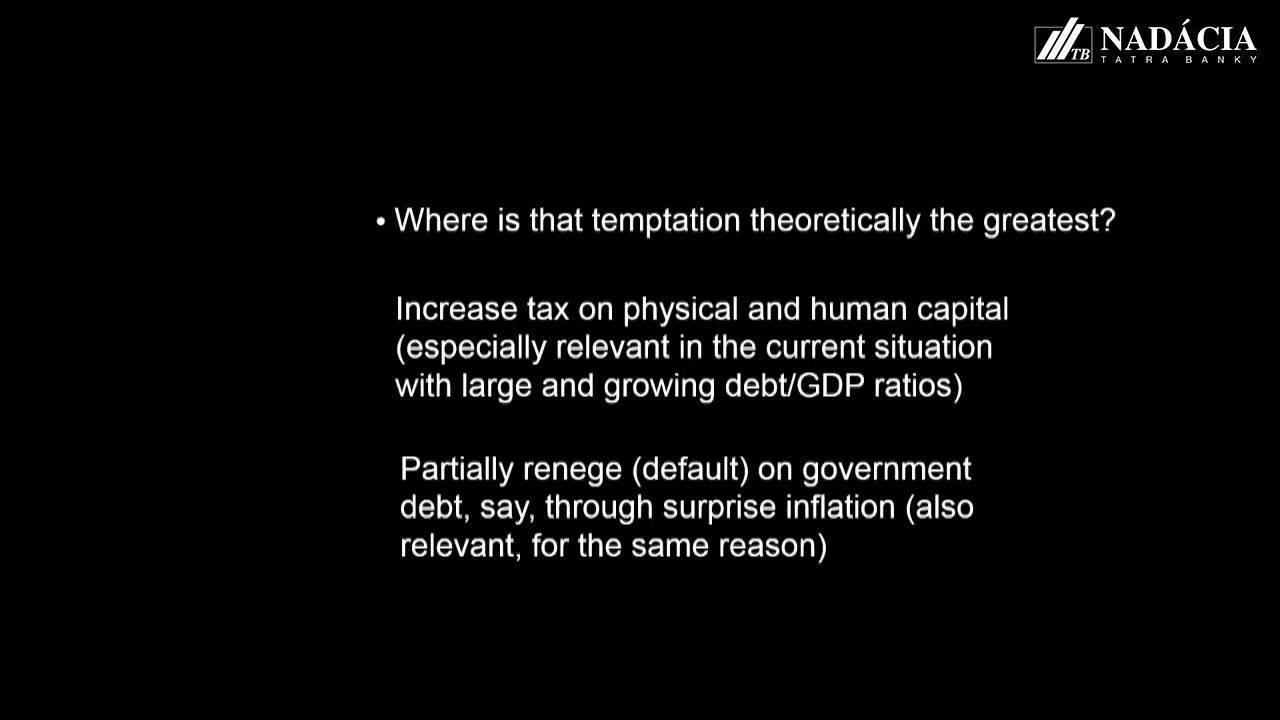 TB NADÁCIA
TATRA BANKY
• Where is that temptation theoretically the greatest?
Increase tax on physical and human capital
(especially relevant in the current situation
with large and growing debt/GDP ratios)
Partially renege (default) on government
debt, say, through surprise inflation (also
relevant, for the same reason)